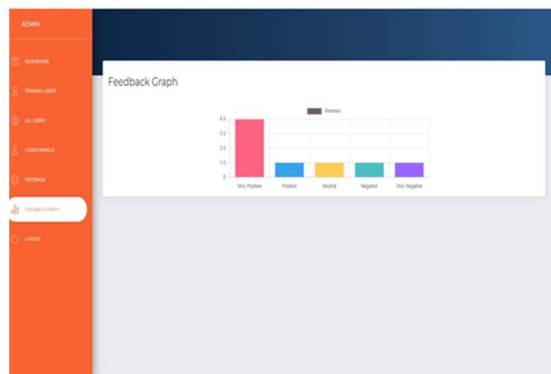 ADMIN
DASHBOARD
PENDING USERS
ALL USERS
USERS PROFILE
FEEDBACK
FEEDBACK GRAPH
LOGOUT
Feedback Graph
Reviews
4.0
3.0
2.0
1.0
0
Very Positive
Positive
Neutral
Negative
Very Negative